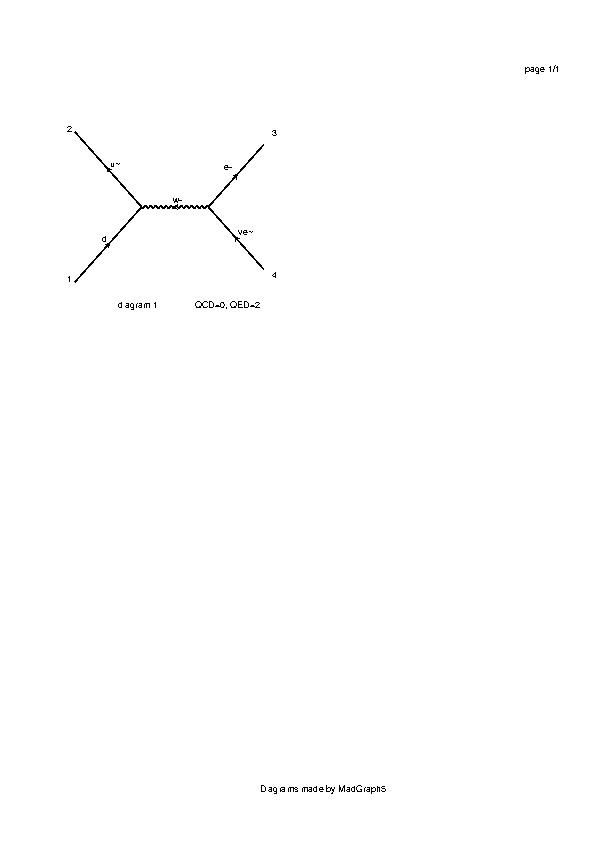 page 1/1
2
3
u~
e-
w-
d
ve~
1
4
diagram 1 QCD=0, QED=2
Diagrams made by MadGraph5